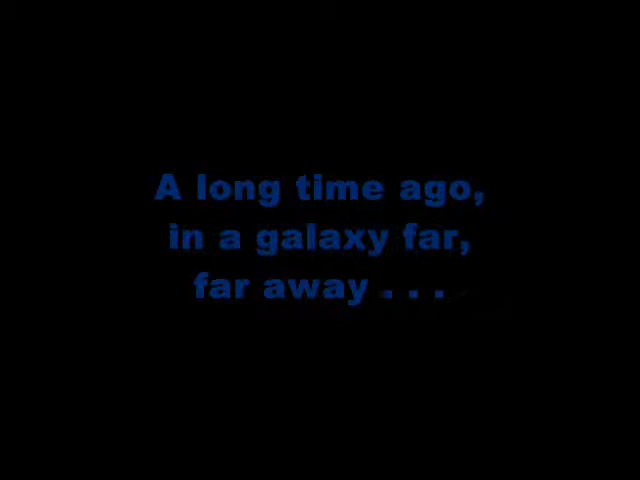 A long time ago,
in a galaxy far,
far away . . .